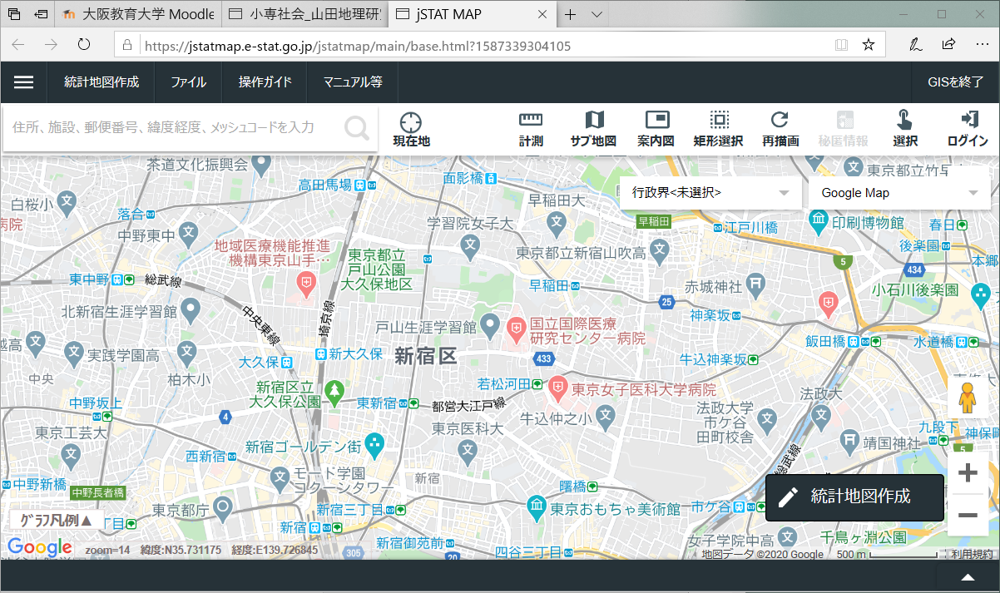 大阪教育大学 Moodle
小専社会_山田地理研究
jSTAT MAP
https://jstatmap.e-stat.go.jp/jstatmap/main/base.html?1587339304105
統計地図作成
ファイル
操作ガイド
マニュアル等
GISを終了
住所、施設、郵便番号、緯度経度、メッシュコードを入力
現在地
計測
サブ地図
案内図
矩形選択
再描画
秘匿情報
選択
ログイン
茶道文化振興会
高田馬場
面影橋
早稲田大
行政界<未選択>
Google Map
白桜小
落合
学習院女子大
早稲田
江戸川橋
印刷博物館
春日
病院
中野東中
地域医療機能推進
機構東京山手…
東京都立
戸山公園
大久保地区
東京都立新宿山吹高
後楽園
本郷
5
434
東中野
総武線
早稲田
赤城神社
小石川後楽園
25
北新宿生涯学習館
中央東線
埼京線
戸山生涯学習館
国立国際医療
研究センター病院
神楽坂
越高
実践学園高
大久保
新大久保
新宿区
433
牛込神楽坂
飯田橋
水道橋
中央
柏木小
新宿区立
大久保公園
若松河田
東京女子医科大学病院
法政大
中野坂上
4
東新宿
都営大江戸線
牛込仲之小
法政大学
市ケ谷
田町校舎
九段下
神保町
東京工芸大
新宿ゴールデン街
東京医科大
靖国神社
5
西新宿
総武線
中野新橋
中野長者橋
モード学園
コクーンタワー
新宿
曙橋
統計地図作成
東京都庁
新宿三丁目
東京おもちゃ美術館
市ケ谷
グラフ凡例▲
丁目
新宿
新宿御苑前
女子学院中高
千鳥ヶ淵公園
Google
zoom=14
緯度:N35.731175
経度:E139.726845
305
20
四谷三丁目
地図データ ©2020 Google
500 m
利用規約